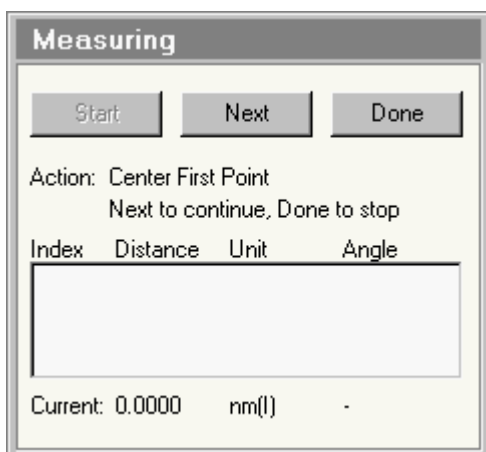 Measuring
Start Next Done
Action: Center First Point
Next to continue, Done to stop
Index Distance Unit Angle
Current: 0.0000 nm(I) -